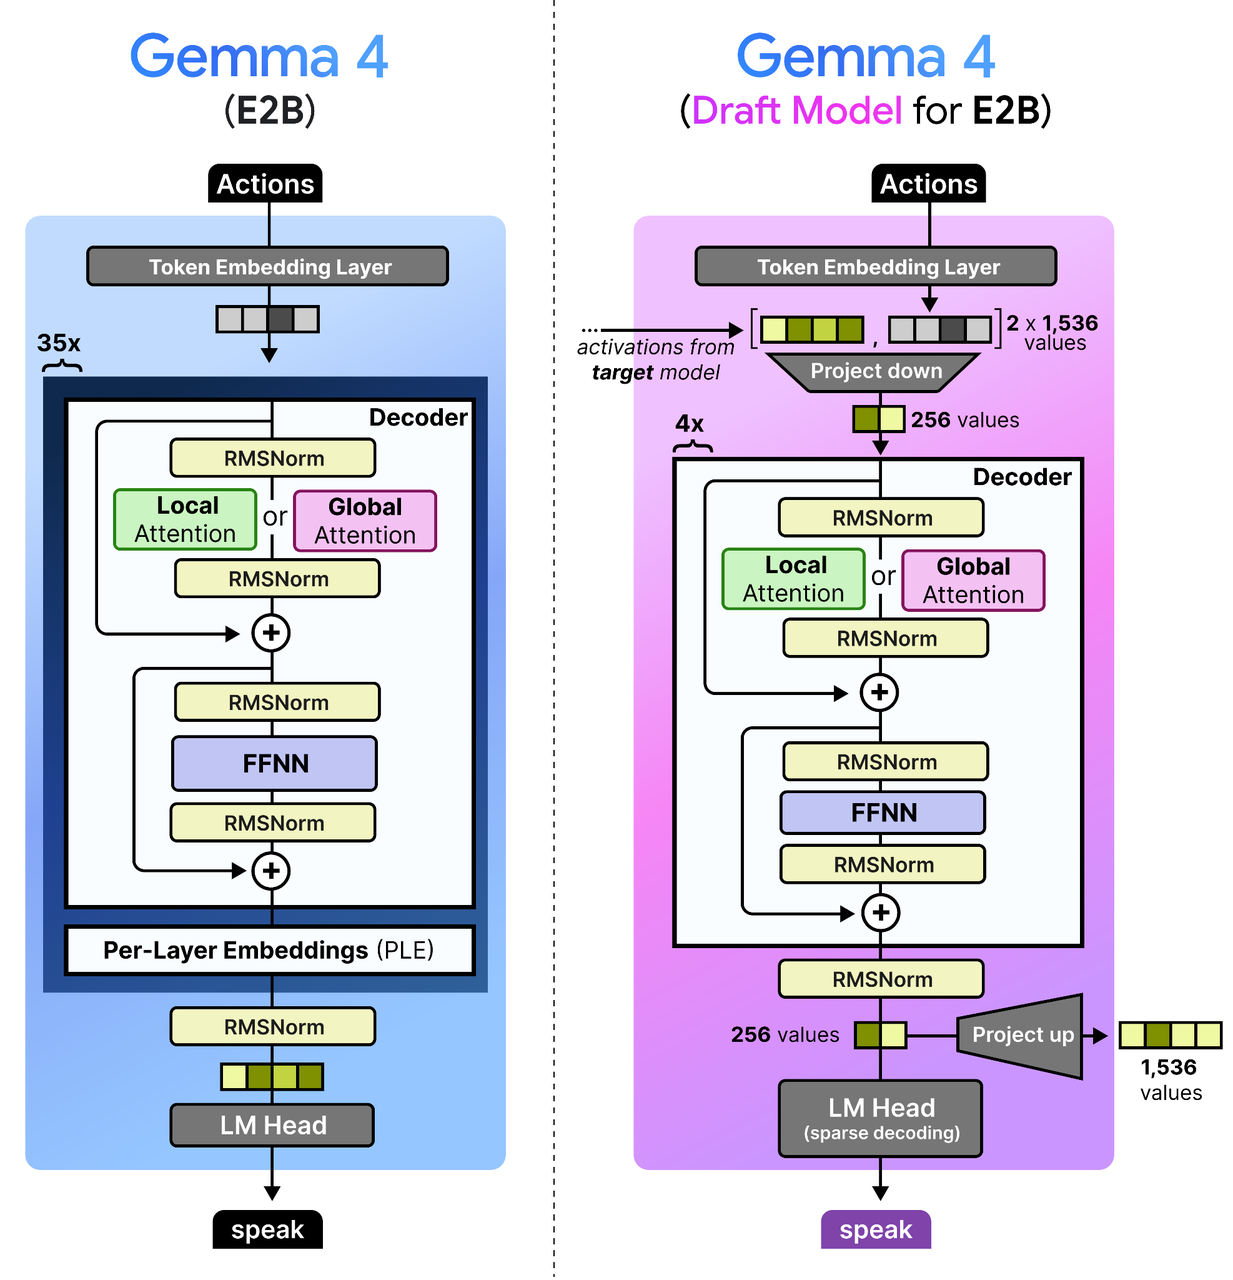 Gemma 4
(E2B)
Actions
Token Embedding Layer
35x
Decoder
RMSNorm
Local
Attention
or
Global
Attention
RMSNorm
+
RMSNorm
FFNN
RMSNorm
+
Per-Layer Embeddings (PLE)
RMSNorm
LM Head
speak
Gemma 4
(Draft Model for E2B)
Actions
Token Embedding Layer
...
activations from
target model
[ , ] 2 x 1,536
values
Project down
256 values
4x
Decoder
RMSNorm
Local
Attention
or
Global
Attention
RMSNorm
+
RMSNorm
FFNN
RMSNorm
+
RMSNorm
256 values
Project up
1,536
values
LM Head
(sparse decoding)
speak